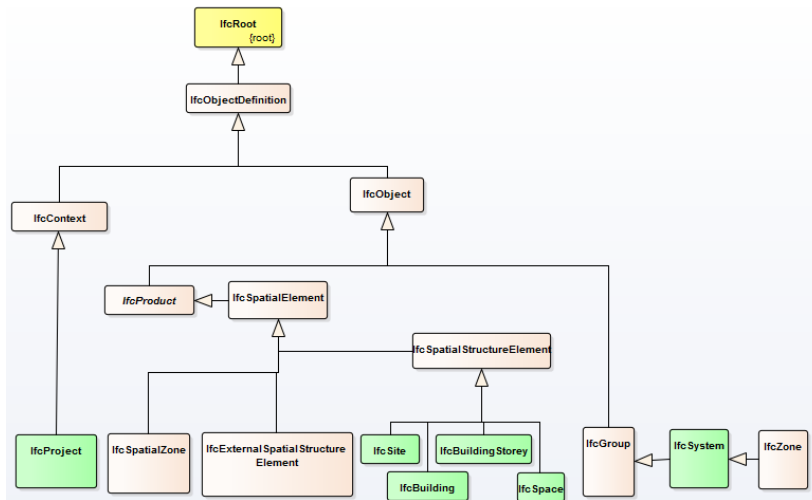 IfcRoot
{root}
IfcObjectDefinition
IfcObject
IfcContext
IfcProduct
IfcSpatialElement
IfcSpatialStructureElement
IfcProject
IfcSpatialZone
IfcExternalSpatialStructure
Element
IfcSite
IfcBuildingStorey
IfcBuilding
IfcSpace
IfcGroup
IfcSystem
IfcZone